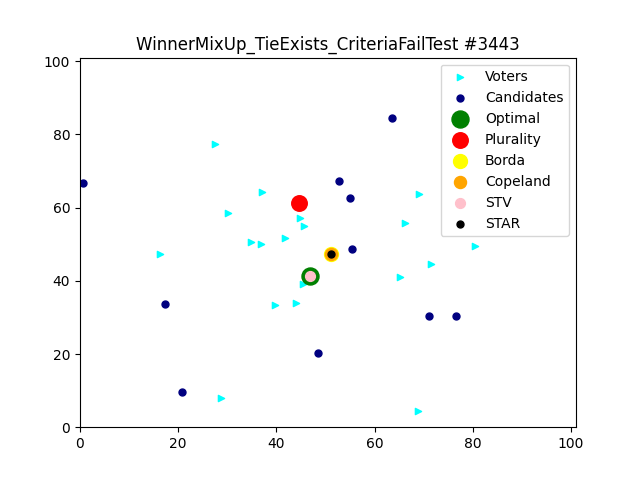 WinnerMixUp_TieExists_CriteriaFailTest #3443
100
80
60
40
20
0
0
20
40
60
80
100
Voters
Candidates
Optimal
Plurality
Borda
Copeland
STV
STAR